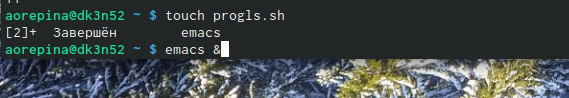 aorepina@dk3n52 ~ $ touch progls.sh
[2]+  Завершён        emacs
aorepina@dk3n52 ~ $ emacs &